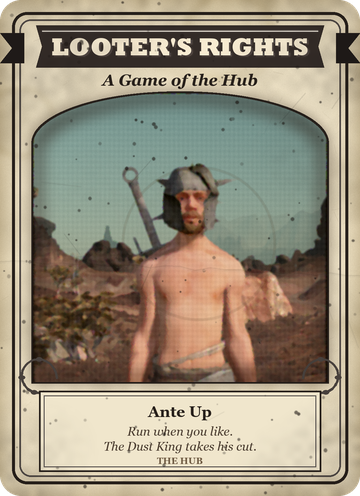 LOOTER'S RIGHTS
A Game of the Hub
Ante Up
Run when you like.
The Dust King takes his cut.
THE HUB